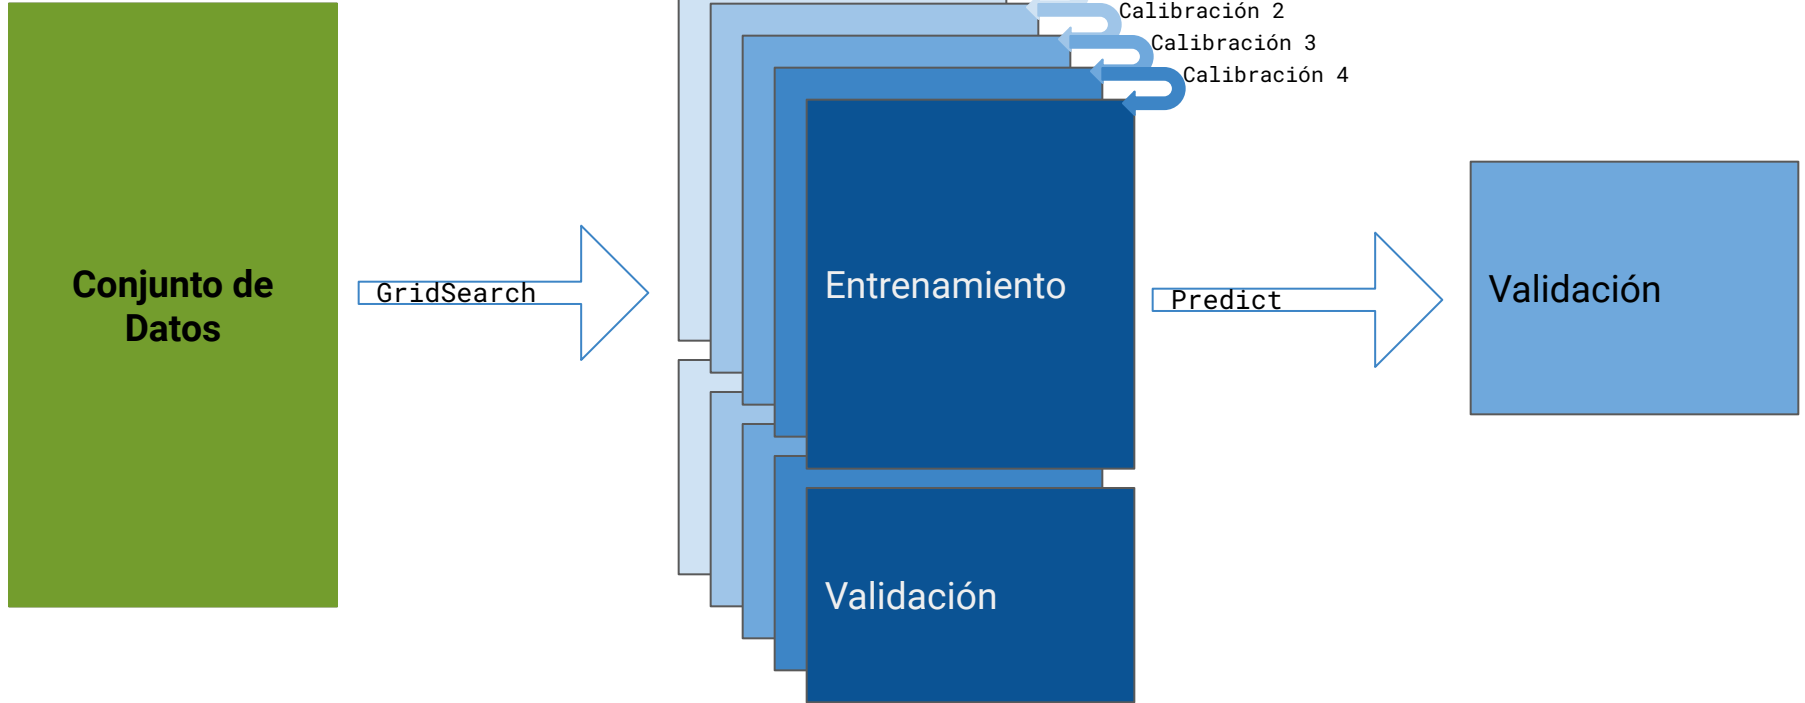 Calibración 2
Calibración 3
Calibración 4
Conjunto de
Datos
GridSearch
Entrenamiento
Predict
Validación
Validación